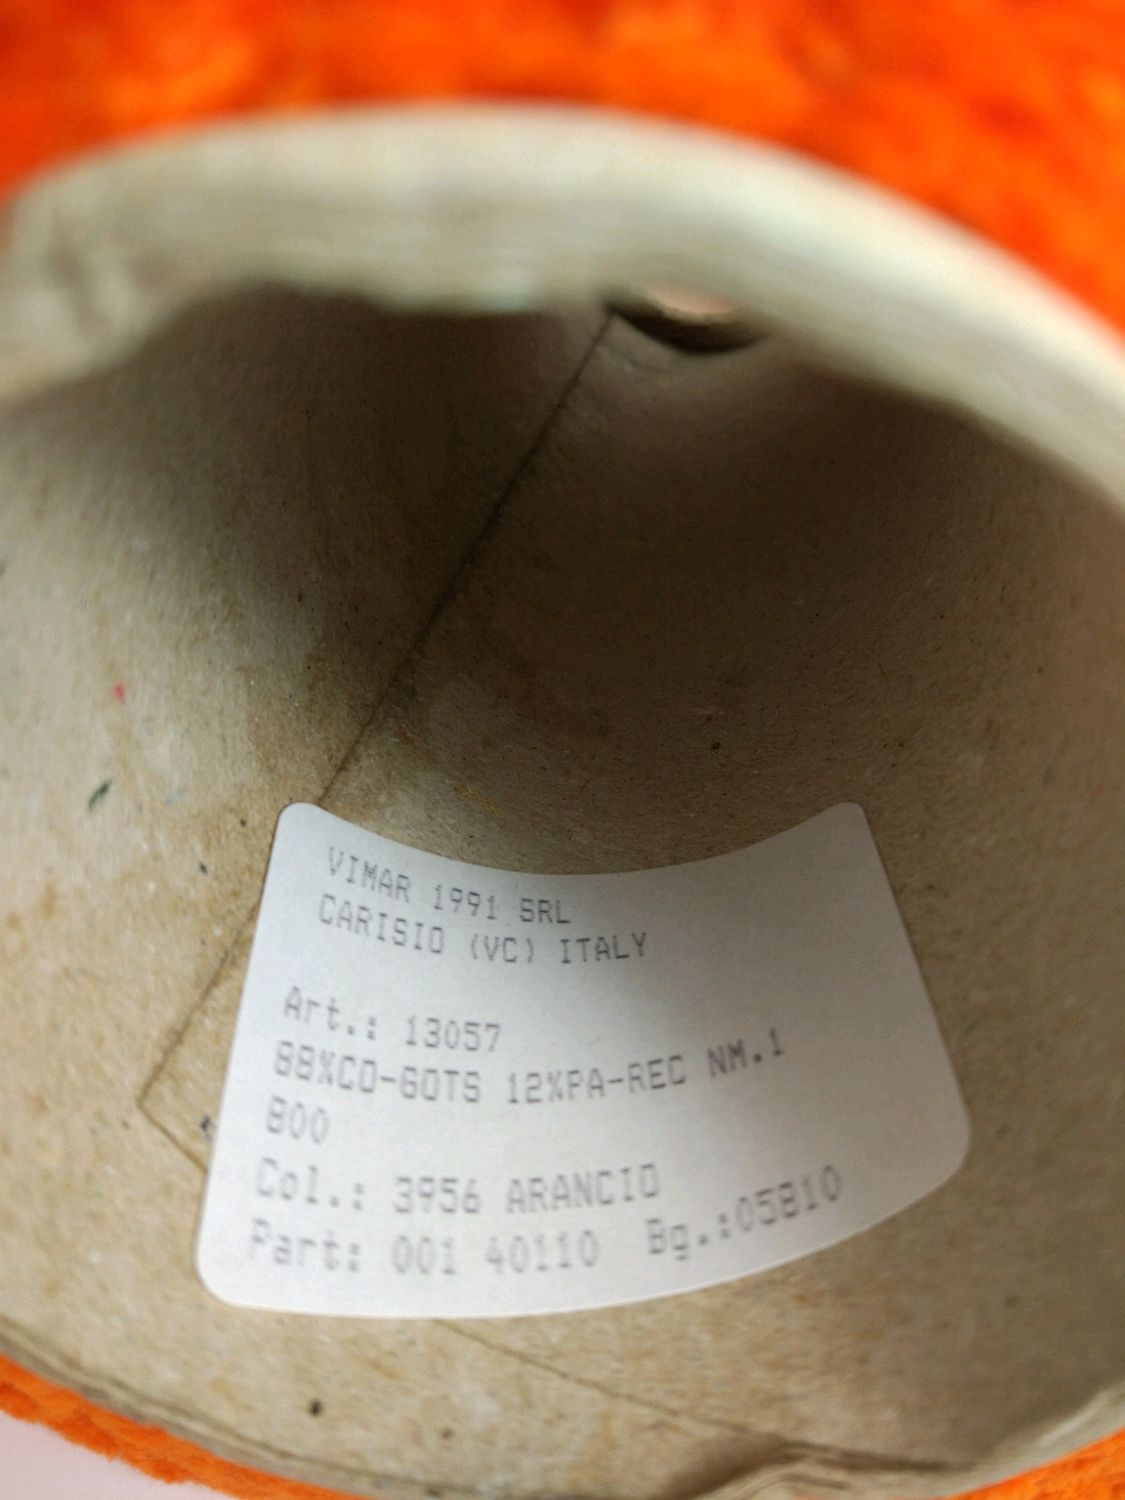 VIMAR 1991 SRL
CARISIO (VC) ITALY
Art.: 13057
88%CO-GOTS 12%PA-REC NM.1
800
Col.: 3956 ARANCIO
Part: 001 40110 Bg.:05810